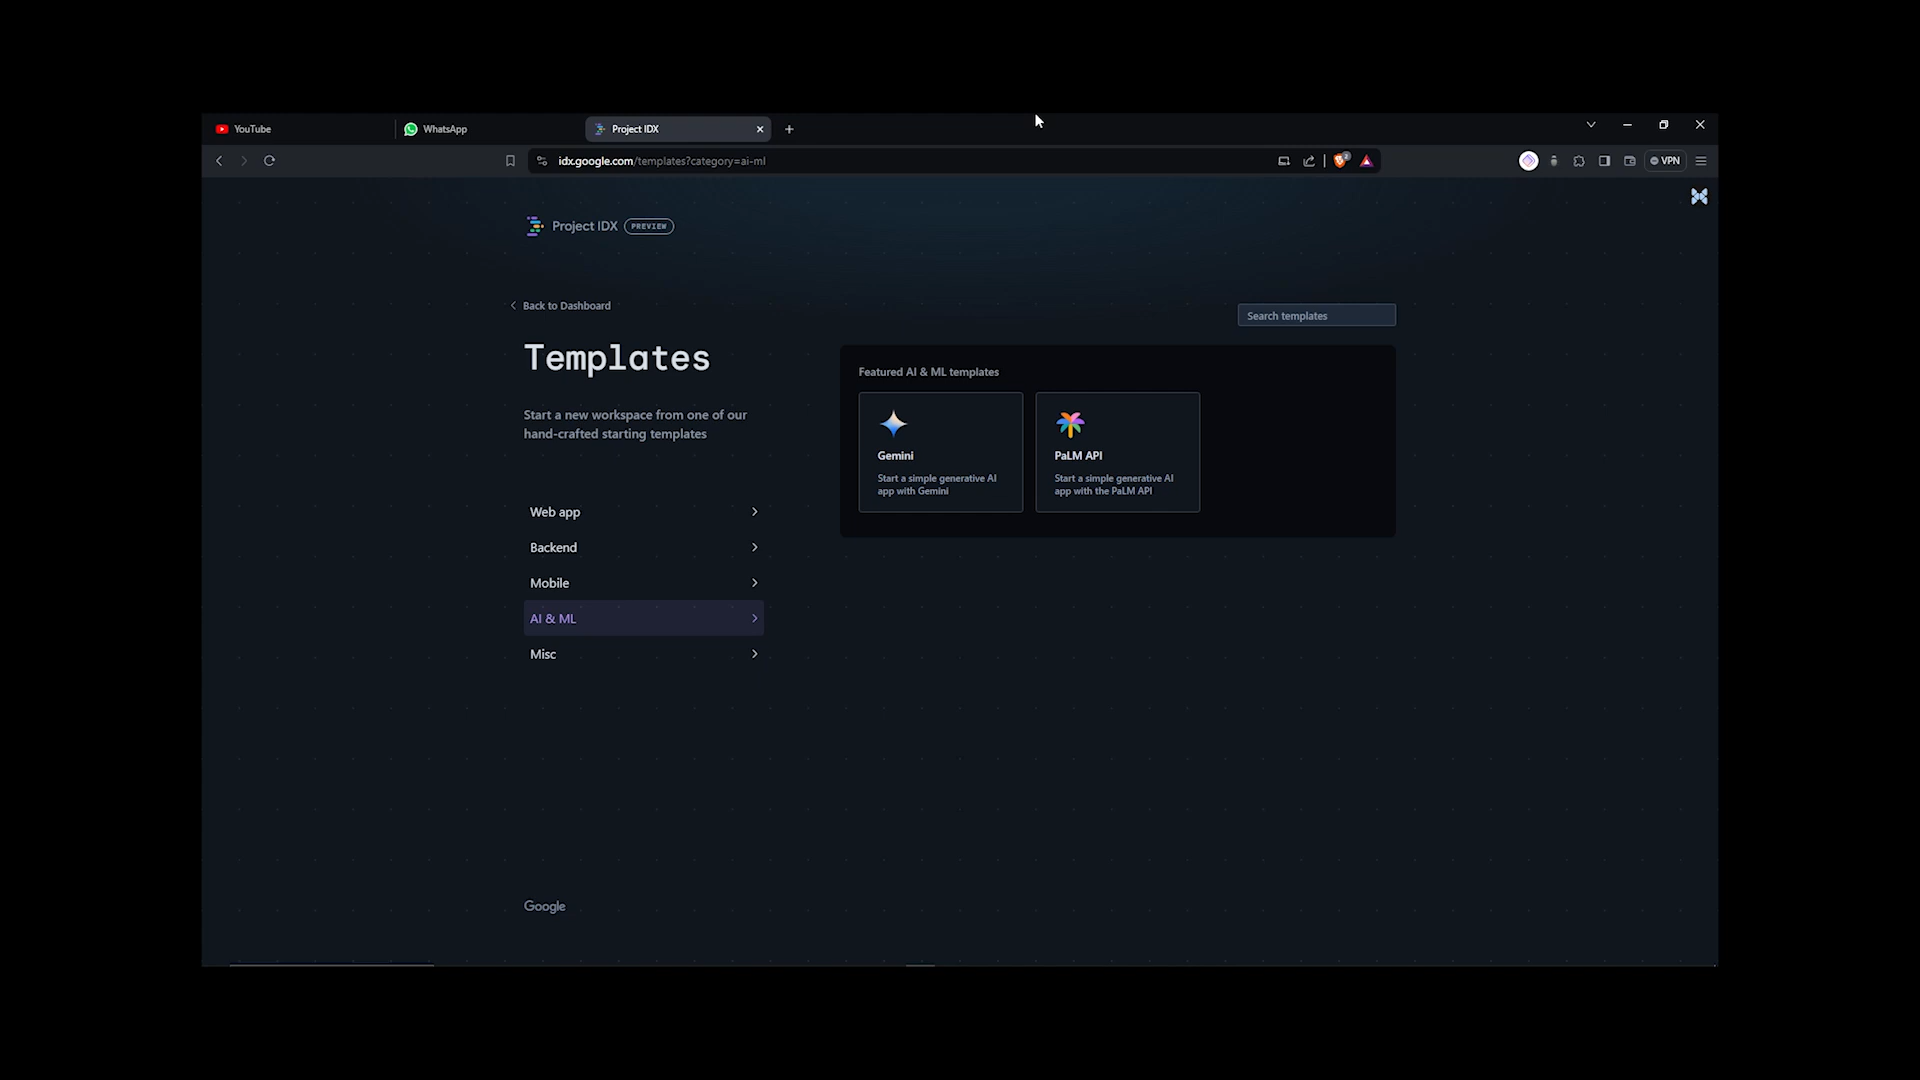 YouTube
WhatsApp
Project IDX
idx.google.com/templates?category=ai-ml
2
VPN
Project IDX PREVIEW
Back to Dashboard
Search templates
Templates
Start a new workspace from one of our
hand-crafted starting templates
Web app
Backend
Mobile
AI & ML
Misc
Featured AI & ML templates
Gemini
Start a simple generative AI
app with Gemini
PaLM API
Start a simple generative AI
app with the PaLM API
Google